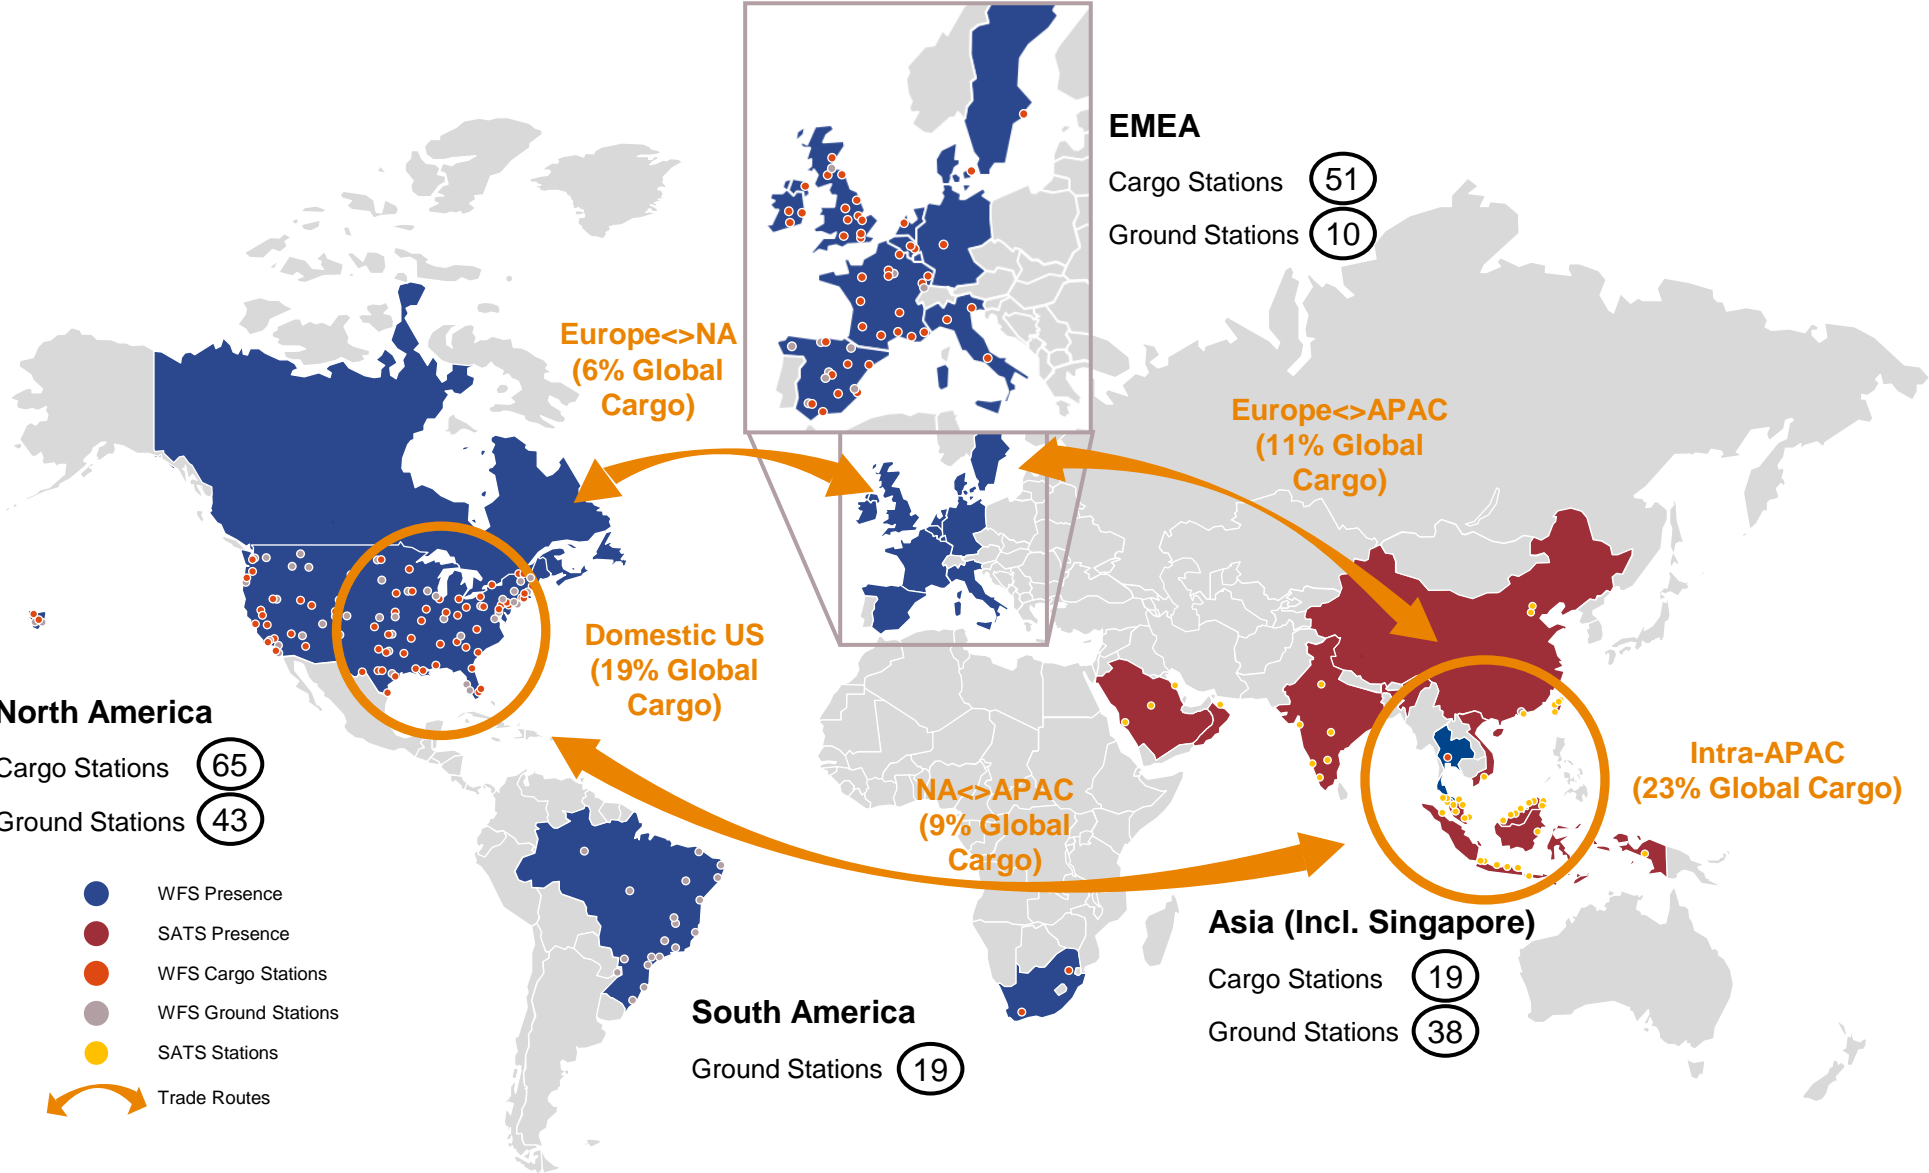 EMEA
Cargo Stations 51
Ground Stations 10
Europe<>NA
(6% Global
Cargo)
Europe<>APAC
(11% Global
Cargo)
Domestic US
(19% Global
Cargo)
North America
Cargo Stations 65
Ground Stations 43
NA<>APAC
(9% Global
Cargo)
Intra-APAC
(23% Global Cargo)
WFS Presence
SATS Presence
WFS Cargo Stations
WFS Ground Stations
SATS Stations
Trade Routes
South America
Ground Stations 19
Asia (Incl. Singapore)
Cargo Stations 19
Ground Stations 38